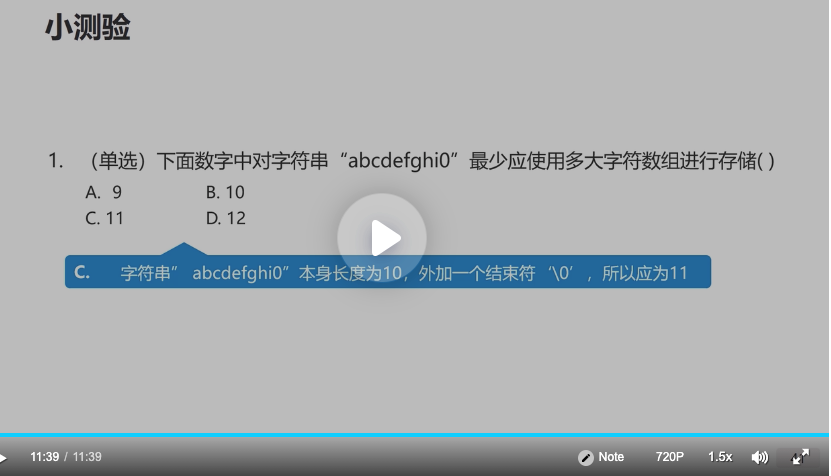 小测验
1. （单选）下面数字中对字符串“abcdefghi0”最少应使用多大字符数组进行存储( )
A. 9 B. 10
C. 11 D. 12
C. 字符串” abcdefghi0”本身长度为10，外加一个结束符‘\0’，所以应为11
11:39 / 11:39 Note 720P 1.5x